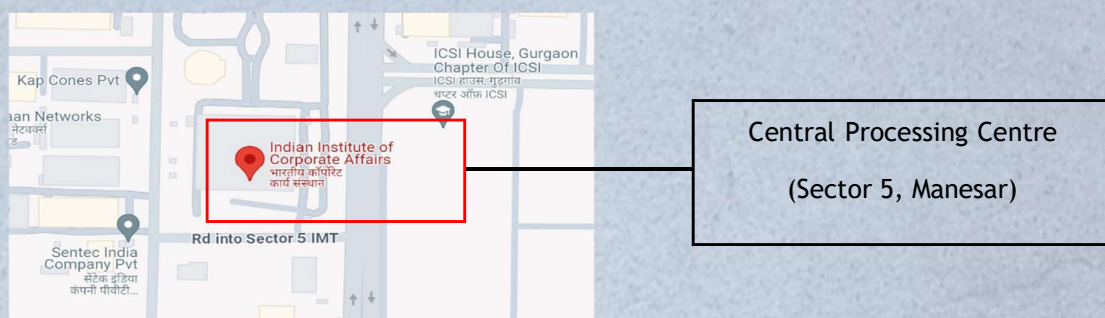 ICSI House, Gurgaon
Chapter Of ICSI
ICSI हाउस, गुड़गांव
चप्टर ऑफ़ ICSI
Kap Cones Pvt
aan Networks
नेटवर्क्स
Indian Institute of
Corporate Affairs
भारतीय कॉर्पोरेट
कार्य संस्थान
Rd into Sector 5 IMT
Sentec India
Company Pvt
सेंटेक इंडिया
कंपनी पीवीटी...
Central Processing Centre
(Sector 5, Manesar)